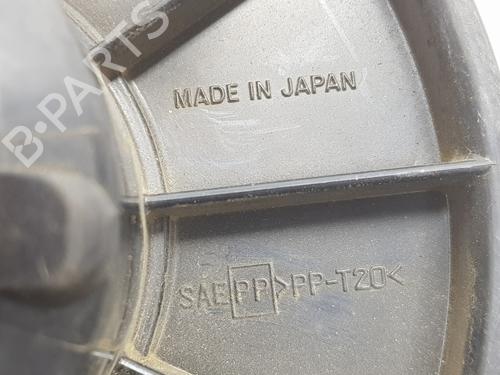 B-PARTS
MADE IN JAPAN
SAE PP >PP-T20<